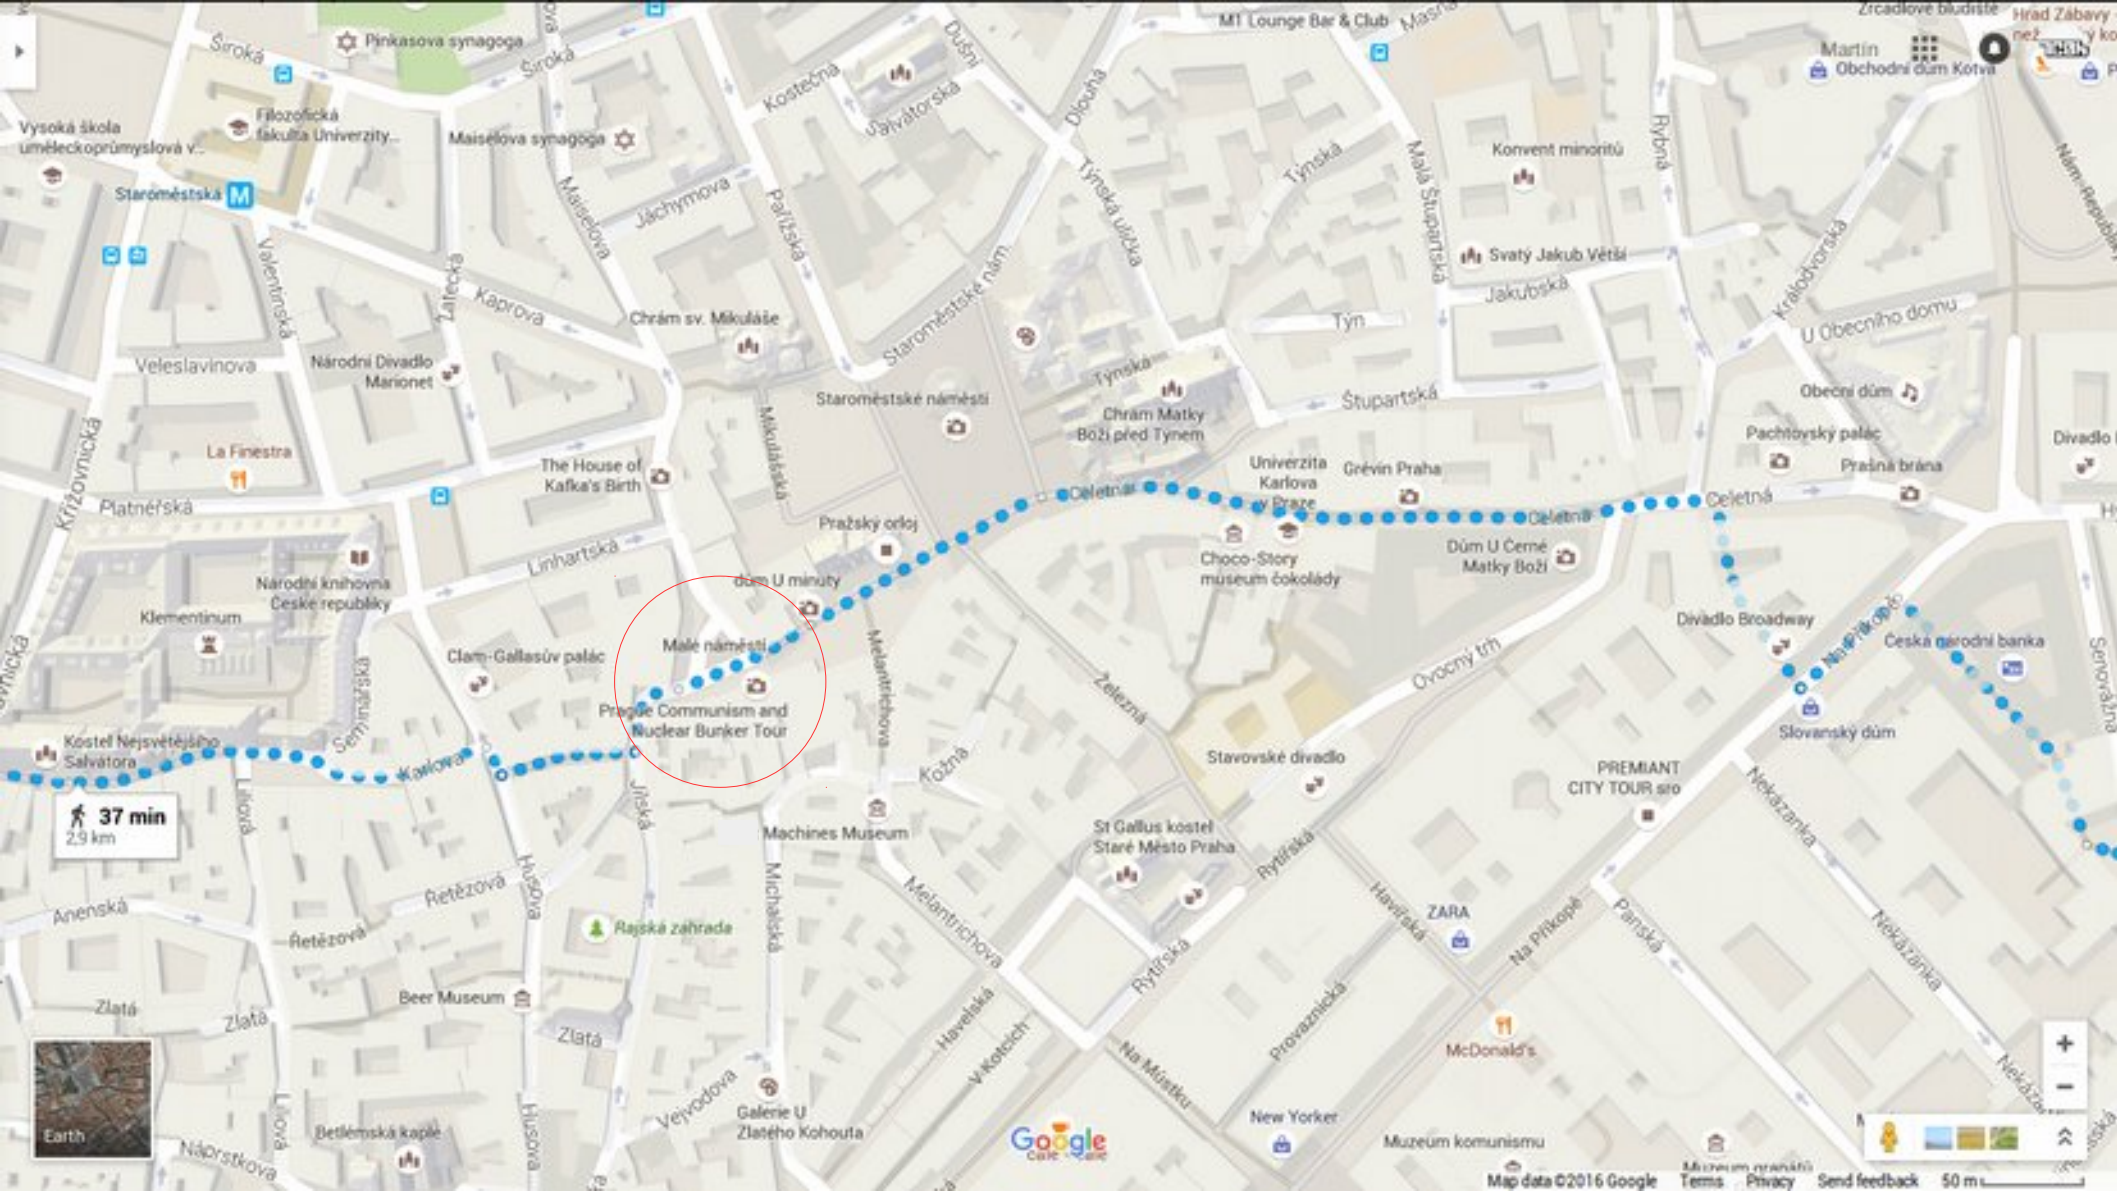 Široká
Pinkasova synagoga
Široká
Kostečná
Dušní
M1 Lounge Bar & Club
Masná
Zrcadlové bludiště
Hrad Zábavy
než
Martin
Obchodní dům Kotva
Vysoká škola
uměleckoprůmyslová v...
Filozofická
fakulta Univerzity...
Maiselova synagoga
Salvátorská
Dlouhá
Týnská
Malá Štupartská
Konvent minoritů
Rybná
Nám. Republiky
Staroměstská
M
Valentinská
Žatecká
Kaprova
Maiselova
Jáchymova
Pařížská
Týnská ulička
Staroměstské nám.
Svatý Jakub Větší
Jakubská
Královdvorská
U Obecního domu
Chrám sv. Mikuláše
Týn
Veleslavínova
Národní Divadlo
Marionet
Staroměstské náměstí
Týnská
Chrám Matky
Boží před Týnem
Štupartská
Obecní dům
Křižovnická
La Finestra
The House of
Kafka's Birth
Mikulášská
Univerzita
Karlova
v Praze
Grévin Praha
Pachtovský palác
Prašná brána
Platnéřská
Celetná
Celetná
Celetná
Pražský orloj
Linhartská
Národní knihovna
České republiky
Klementinum
dům U minuty
Choco-Story
museum čokolády
Dům U Černé
Matky Boží
Divadlo Broadway
Na Příkopě
Česká národní banka
Malé náměstí
Clam-Gallasův palác
Melantrichova
Železná
Ovocný trh
Senovážná
Seminářská
Prague Communism and
Nuclear Bunker Tour
Slovanský dům
Kostel Nejsvětějšího
Salvátora
Karlova
Kožná
Stavovské divadlo
PREMIANT
CITY TOUR sro
37 min
2,9 km
Liliová
Jilská
Machines Museum
St Gallus kostel
Staré Město Praha
Rytířská
Nekázanka
Anenská
Řetězová
Husova
Michalská
Melantrichova
Havířská
ZARA
Panská
Řetězová
Rajská zahrada
Rytířská
Na Příkopě
Nekázanka
Beer Museum
Zlatá
Zlatá
Zlatá
Havelská
V Kotcích
Provaznická
McDonald's
Na Můstku
Earth
Liliová
Husova
Vejvodova
Galerie U
Zlatého Kohouta
Betlémská kaple
Náprstkova
Google
New Yorker
Muzeum komunismu
Muzeum granátů
Map data ©2016 Google Terms Privacy Send feedback 50 m